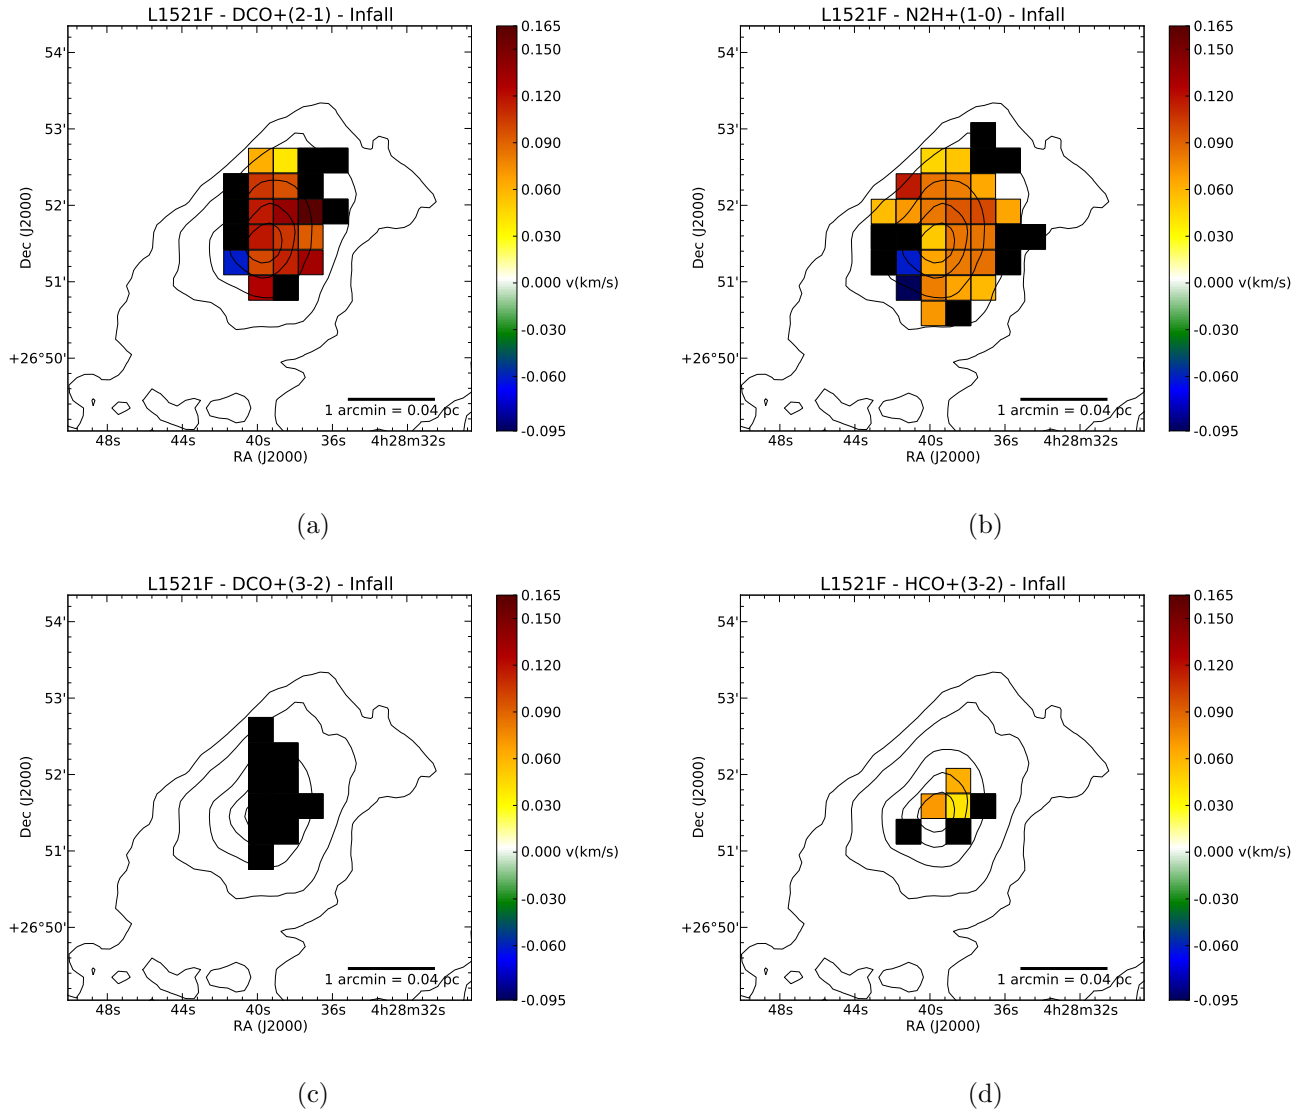 L1521F - DCO+(2-1) - Infall
54'
53'
52'
51'
+26°50'
Dec (J2000)
48s 44s 40s 36s 4h28m32s
RA (J2000)
1 arcmin = 0.04 pc
0.165
0.150
0.120
0.090
0.060
0.030
0.000 v(km/s)
-0.030
-0.060
-0.095
(a)
L1521F - N2H+(1-0) - Infall
54'
53'
52'
51'
+26°50'
Dec (J2000)
48s 44s 40s 36s 4h28m32s
RA (J2000)
1 arcmin = 0.04 pc
0.165
0.150
0.120
0.090
0.060
0.030
0.000 v(km/s)
-0.030
-0.060
-0.095
(b)
L1521F - DCO+(3-2) - Infall
54'
53'
52'
51'
+26°50'
Dec (J2000)
48s 44s 40s 36s 4h28m32s
RA (J2000)
1 arcmin = 0.04 pc
0.165
0.150
0.120
0.090
0.060
0.030
0.000 v(km/s)
-0.030
-0.060
-0.095
(c)
L1521F - HCO+(3-2) - Infall
54'
53'
52'
51'
+26°50'
Dec (J2000)
48s 44s 40s 36s 4h28m32s
RA (J2000)
1 arcmin = 0.04 pc
0.165
0.150
0.120
0.090
0.060
0.030
0.000 v(km/s)
-0.030
-0.060
-0.095
(d)